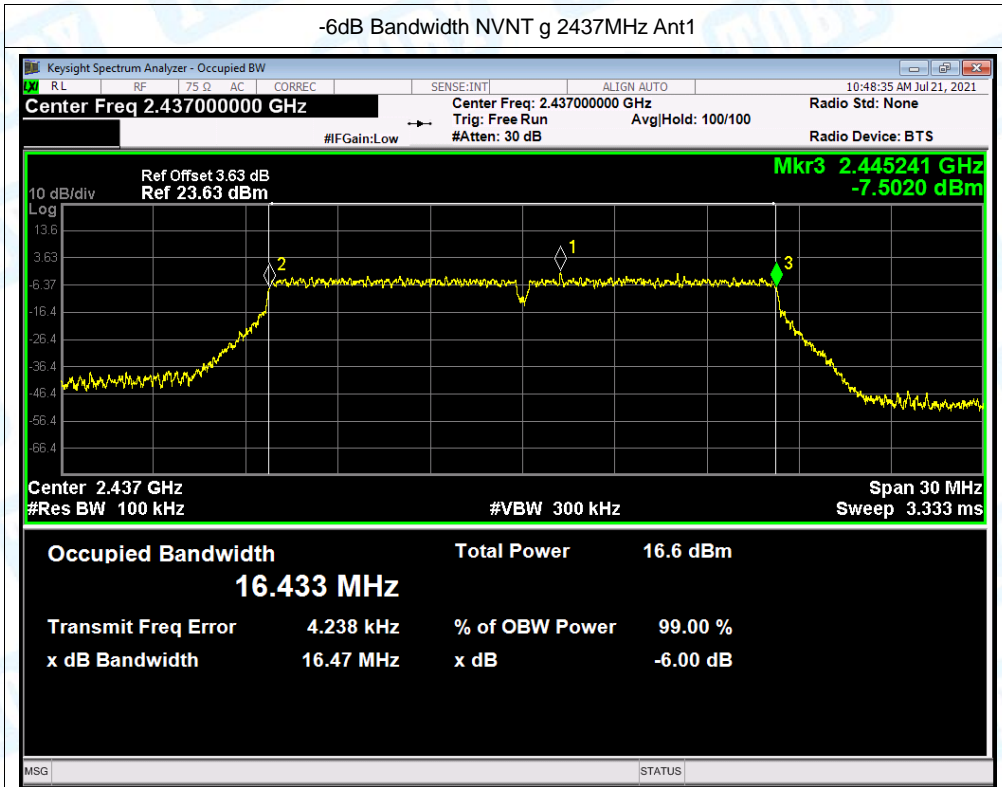 -6dB Bandwidth NVNT g 2437MHz Ant1
Keysight Spectrum Analyzer - Occupied BW
LXI RL RF 75 Ω AC CORREC SENSE:INT ALIGN AUTO 10:48:35 AM Jul 21, 2021
Center Freq 2.437000000 GHz Center Freq: 2.437000000 GHz Radio Std: None
Trig: Free Run Avg|Hold: 100/100
#IFGain:Low #Atten: 30 dB Radio Device: BTS
Mkr3 2.445241 GHz
-7.5020 dBm
Ref Offset 3.63 dB
10 dB/div Ref 23.63 dBm
Log
13.6
1
3.63
2
3
-6.37
-16.4
-26.4
-36.4
-46.4
-56.4
-66.4
Center 2.437 GHz Span 30 MHz
#Res BW 100 kHz #VBW 300 kHz Sweep 3.333 ms
Occupied Bandwidth Total Power 16.6 dBm
16.433 MHz
Transmit Freq Error 4.238 kHz % of OBW Power 99.00 %
x dB Bandwidth 16.47 MHz x dB -6.00 dB
MSG STATUS